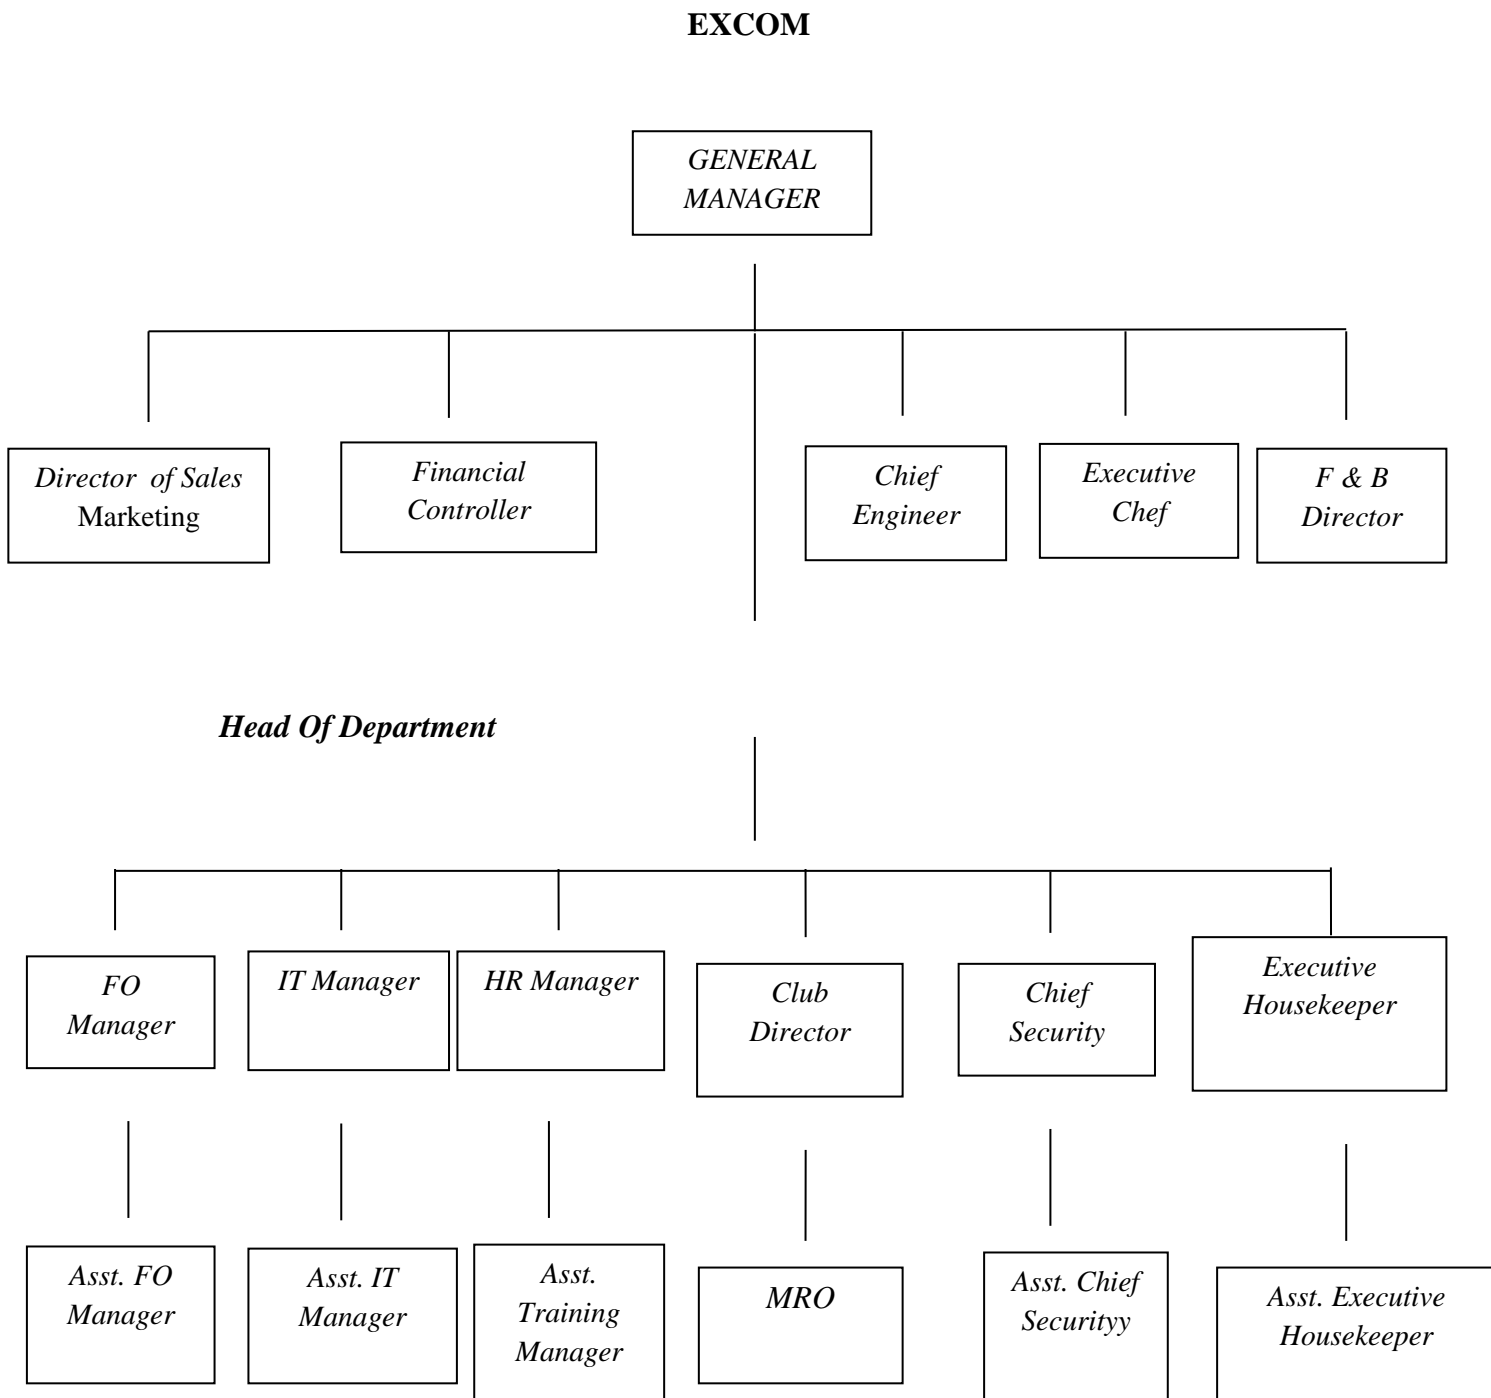 EXCOM
GENERAL
MANAGER
Director of Sales
Marketing
Financial
Controller
Chief
Engineer
Executive
Chef
F & B
Director
Head Of Department
FO
Manager
IT Manager
HR Manager
Club
Director
Chief
Security
Executive
Housekeeper
Asst. FO
Manager
Asst. IT
Manager
Asst.
Training
Manager
MRO
Asst. Chief
Securityy
Asst. Executive
Housekeeper